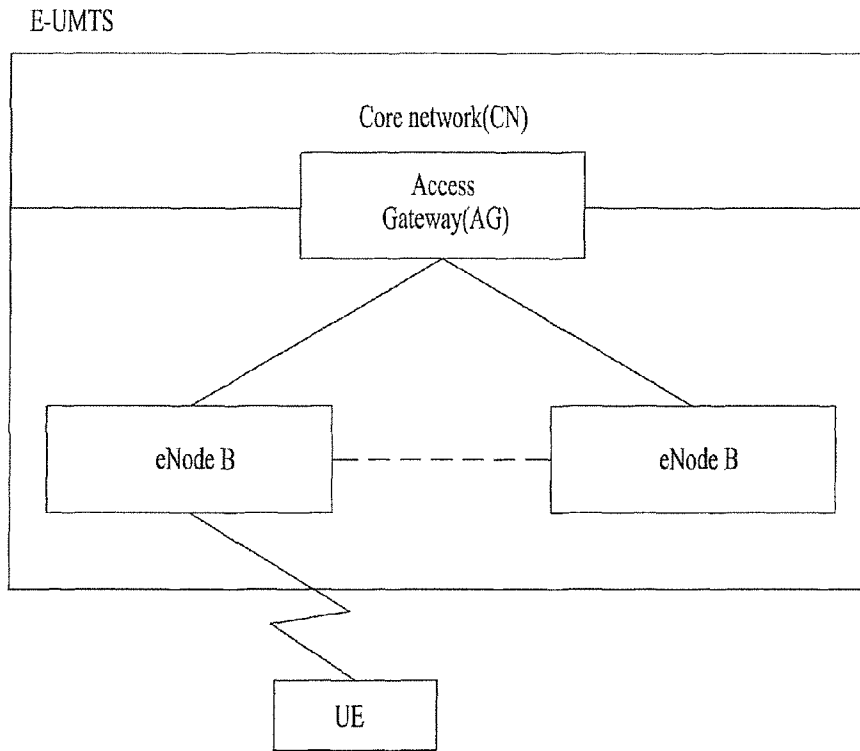 E-UMTS
Core network(CN)
Access
Gateway(AG)
eNode B
eNode B
UE